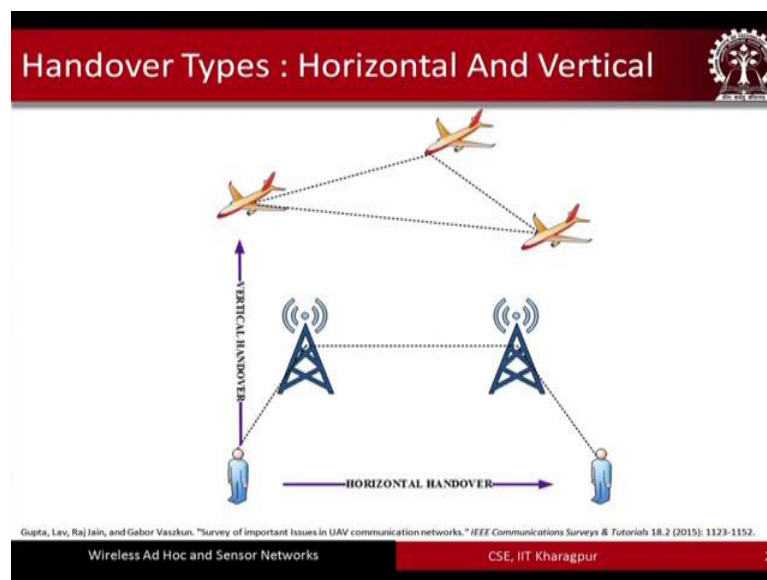 Handover Types : Horizontal And Vertical
VERTICAL HANDOVER
HORIZONTAL HANDOVER
Gupta, Lav, Raj Jain, and Gabor Vaszkun. "Survey of important Issues in UAV communication networks." IEEE Communications Surveys & Tutorials 18.2 (2015): 1123-1152.
Wireless Ad Hoc and Sensor Networks
CSE, IIT Kharagpur